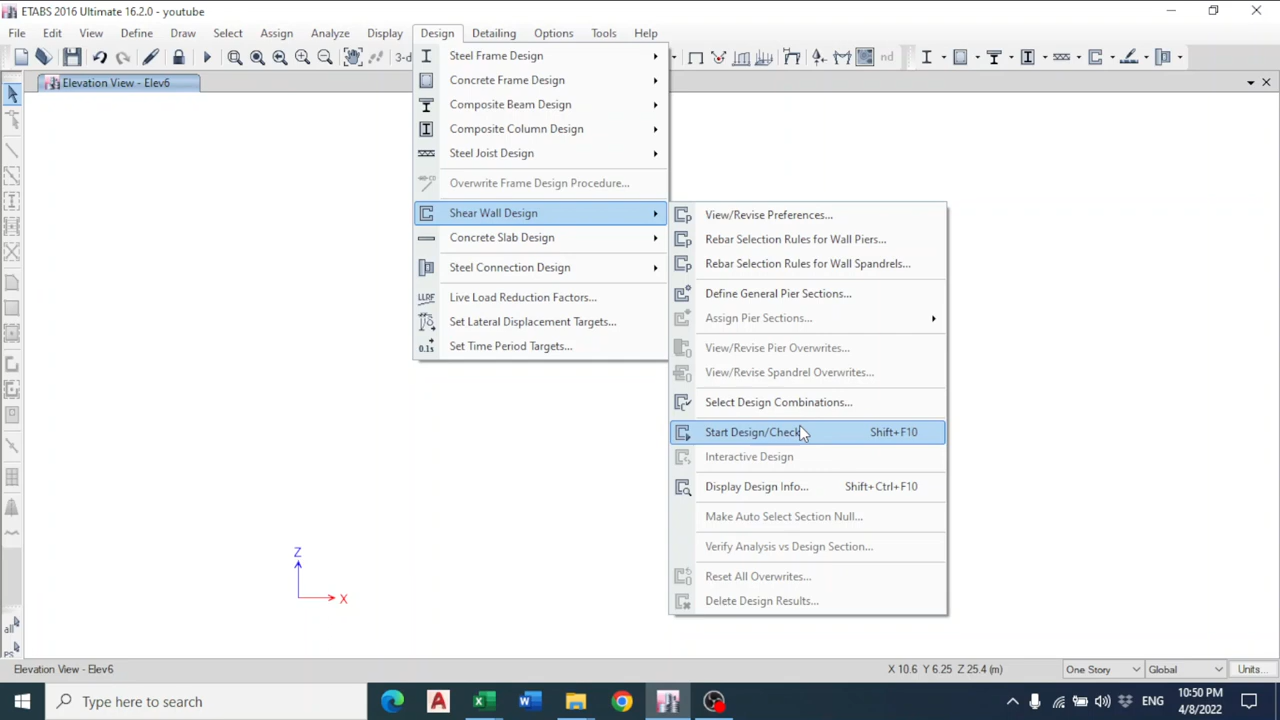 ETABS 2016 Ultimate 16.2.0 - youtube
File Edit View Define Draw Select Assign Analyze Display Design Detailing Options Tools Help
3-d
nd
Elevation View - Elev6
Steel Frame Design
Concrete Frame Design
Composite Beam Design
Composite Column Design
Steel Joist Design
Overwrite Frame Design Procedure...
Shear Wall Design
Concrete Slab Design
Steel Connection Design
LLRF Live Load Reduction Factors...
Set Lateral Displacement Targets...
0.1s Set Time Period Targets...
View/Revise Preferences...
Rebar Selection Rules for Wall Piers...
Rebar Selection Rules for Wall Spandrels...
Define General Pier Sections...
Assign Pier Sections...
View/Revise Pier Overwrites...
View/Revise Spandrel Overwrites...
Select Design Combinations...
Start Design/Check Shift+F10
Interactive Design
Display Design Info... Shift+Ctrl+F10
Make Auto Select Section Null...
Verify Analysis vs Design Section...
Reset All Overwrites...
Delete Design Results...
Z
X
all
PS
Elevation View - Elev6 X 10.6 Y 6.25 Z 25.4 (m) One Story Global Units...
Type here to search
ENG
10:50 PM
4/8/2022